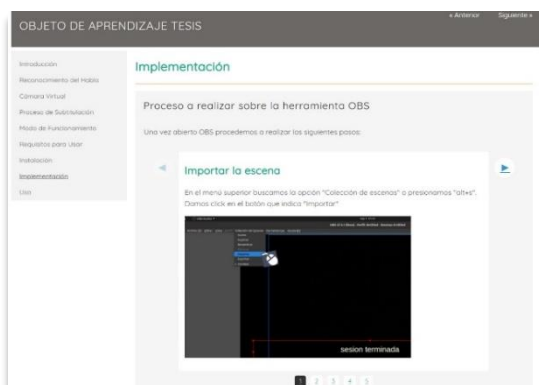 « Anterior Siguiente »
OBJETO DE APRENDIZAJE TESIS
Introducción
Reconocimiento del Habla
Cámara Virtual
Proceso de Subtitulación
Modo de Funcionamiento
Requisitos para Usar
Instalación
Implementación
Uso
Implementación
Proceso a realizar sobre la herramienta OBS
Una vez abierto OBS procedemos a realizar los siguientes pasos:
Importar la escena
En el menú superior buscamos la opción "Colección de escenas" o presionamos "alt+s".
Damos click en el botón que indica "Importar"
sesion terminada
1 2 3 4 5